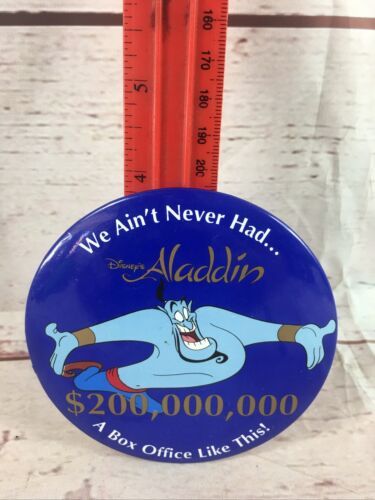 160
170
180
190
200
5
4
We Ain't Never Had...
DISNEY'S Aladdin
$200,000,000
A Box Office Like This!